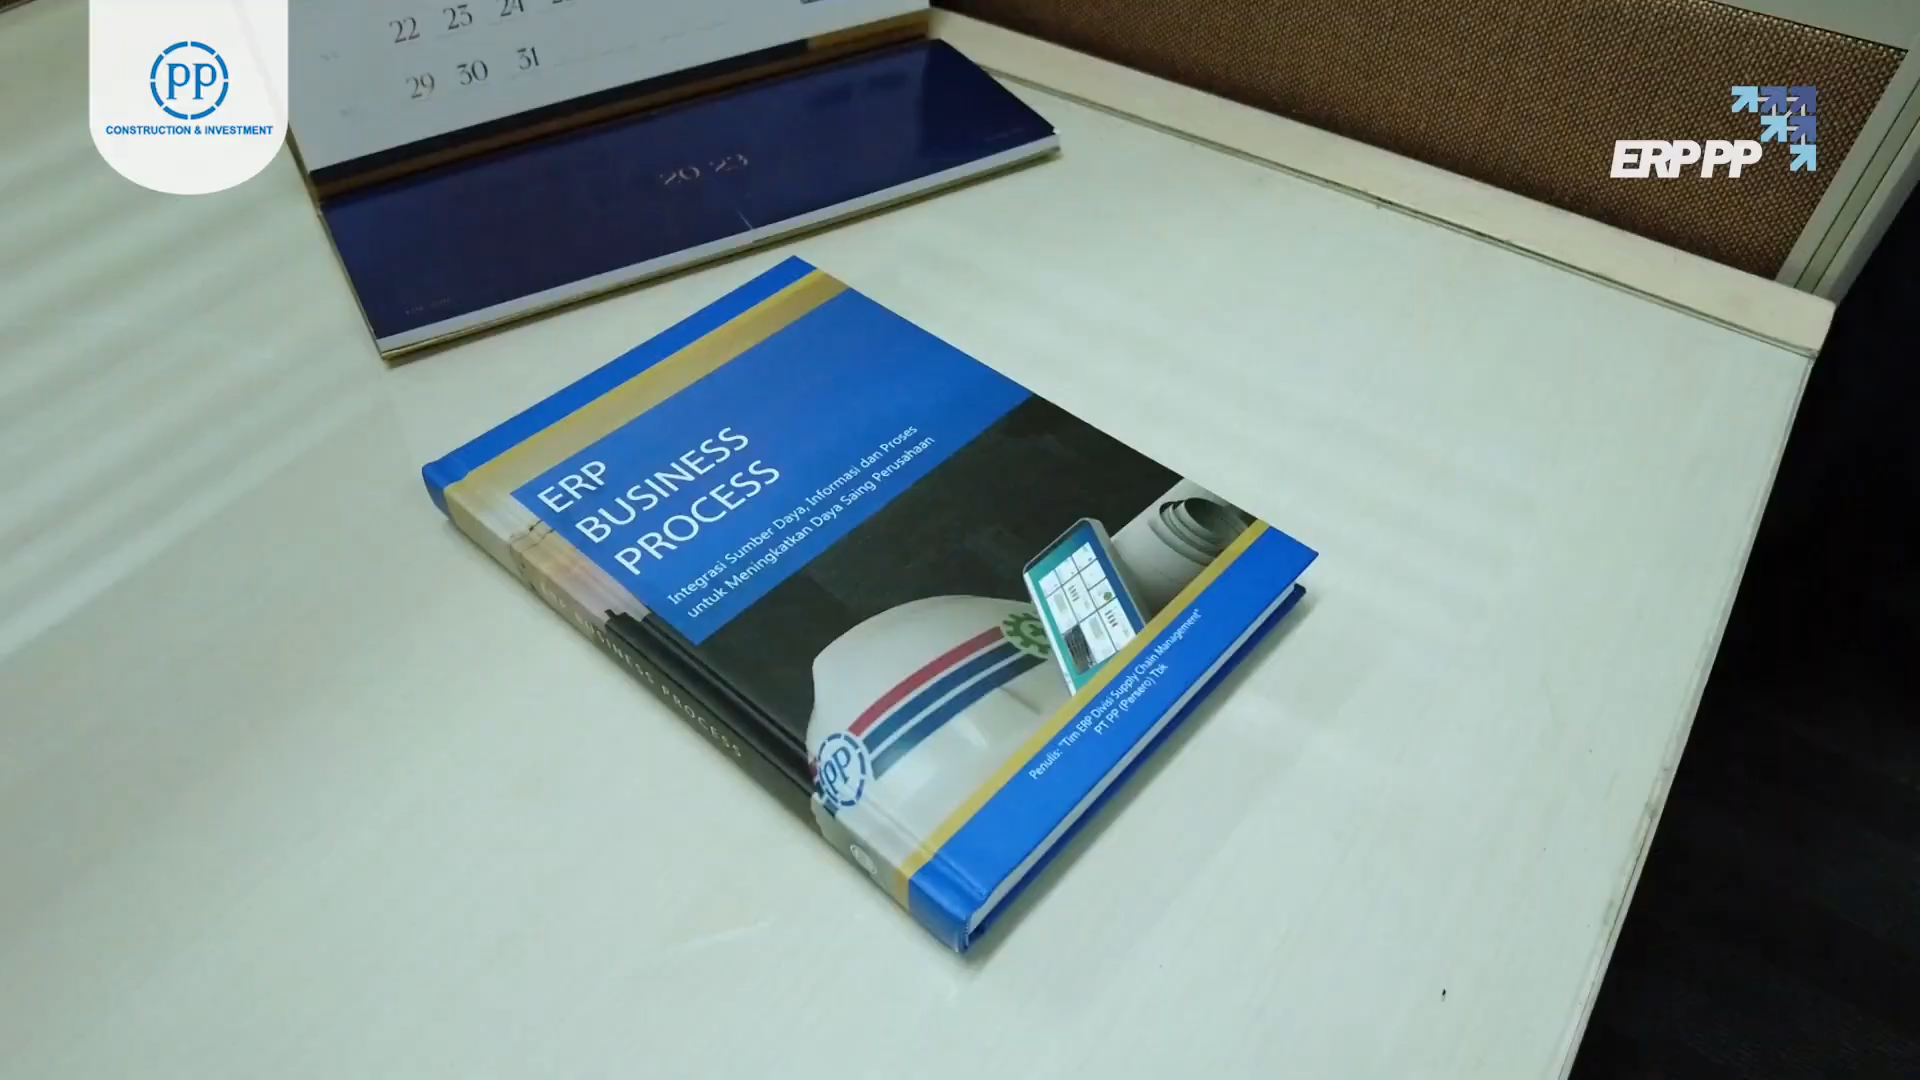 22 23 24
29 30 31
PP
CONSTRUCTION & INVESTMENT
ERP PP
2023
ERP
BUSINESS
PROCESS
Integrasi Sumber Daya, Informasi dan Proses
untuk Meningkatkan Daya Saing Perusahaan
ERP BUSINESS PROCESS
PP
Penulis: "Tim ERP Divisi Supply Chain Management"
PT PP (Persero) Tbk